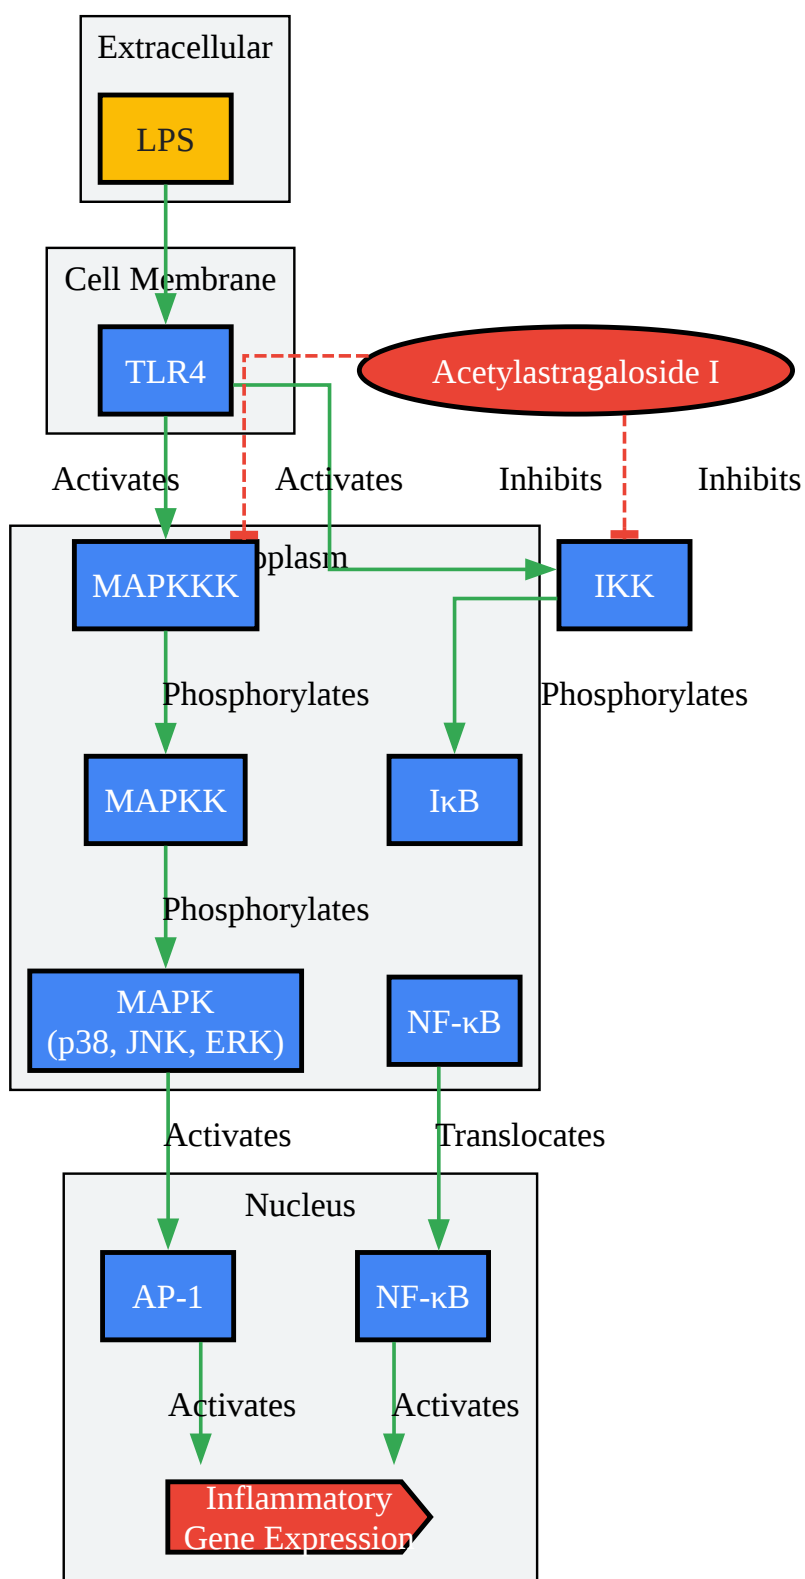 Extracellular
LPS
Cell Membrane
TLR4
Acetylastragaloside I
Activates
Activates
Inhibits
Inhibits
MAPKKK
IKK
Phosphorylates
Phosphorylates
MAPKK
IκB
Phosphorylates
MAPK
(p38, JNK, ERK)
NF-κB
Activates
Translocates
Nucleus
AP-1
NF-κB
Activates
Activates
Inflammatory
Gene Expression